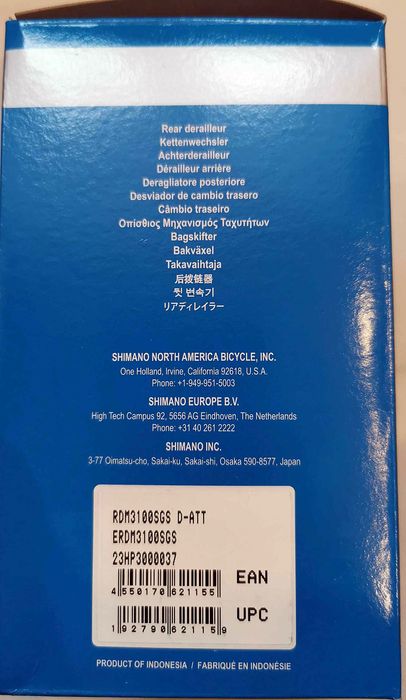 Rear derailleur
Kettenwechsler
Achterderailleur
Dérailleur arrière
Deragliatore posteriore
Desviador de cambio trasero
Câmbio traseiro
Οπίσθιος Μηχανισμός Ταχυτήτων
Bagskifter
Bakväxel
Takavaihtaja
后拨链器
뒷 변속기
リアディレイラー
SHIMANO NORTH AMERICA BICYCLE, INC.
One Holland, Irvine, California 92618, U.S.A.
Phone: +1-949-951-5003
SHIMANO EUROPE B.V.
High Tech Campus 92, 5656 AG Eindhoven, The Netherlands
Phone: +31 40 261 2222
SHIMANO INC.
3-77 Oimatsu-cho, Sakai-ku, Sakai-shi, Osaka 590-8577, Japan
RDM3100SGS D-ATT
ERDM3100SGS
23HP3000037
EAN
4 550170 621155
UPC
1 92790 62115 9
PRODUCT OF INDONESIA / FABRIQUÉ EN INDONÉSIE